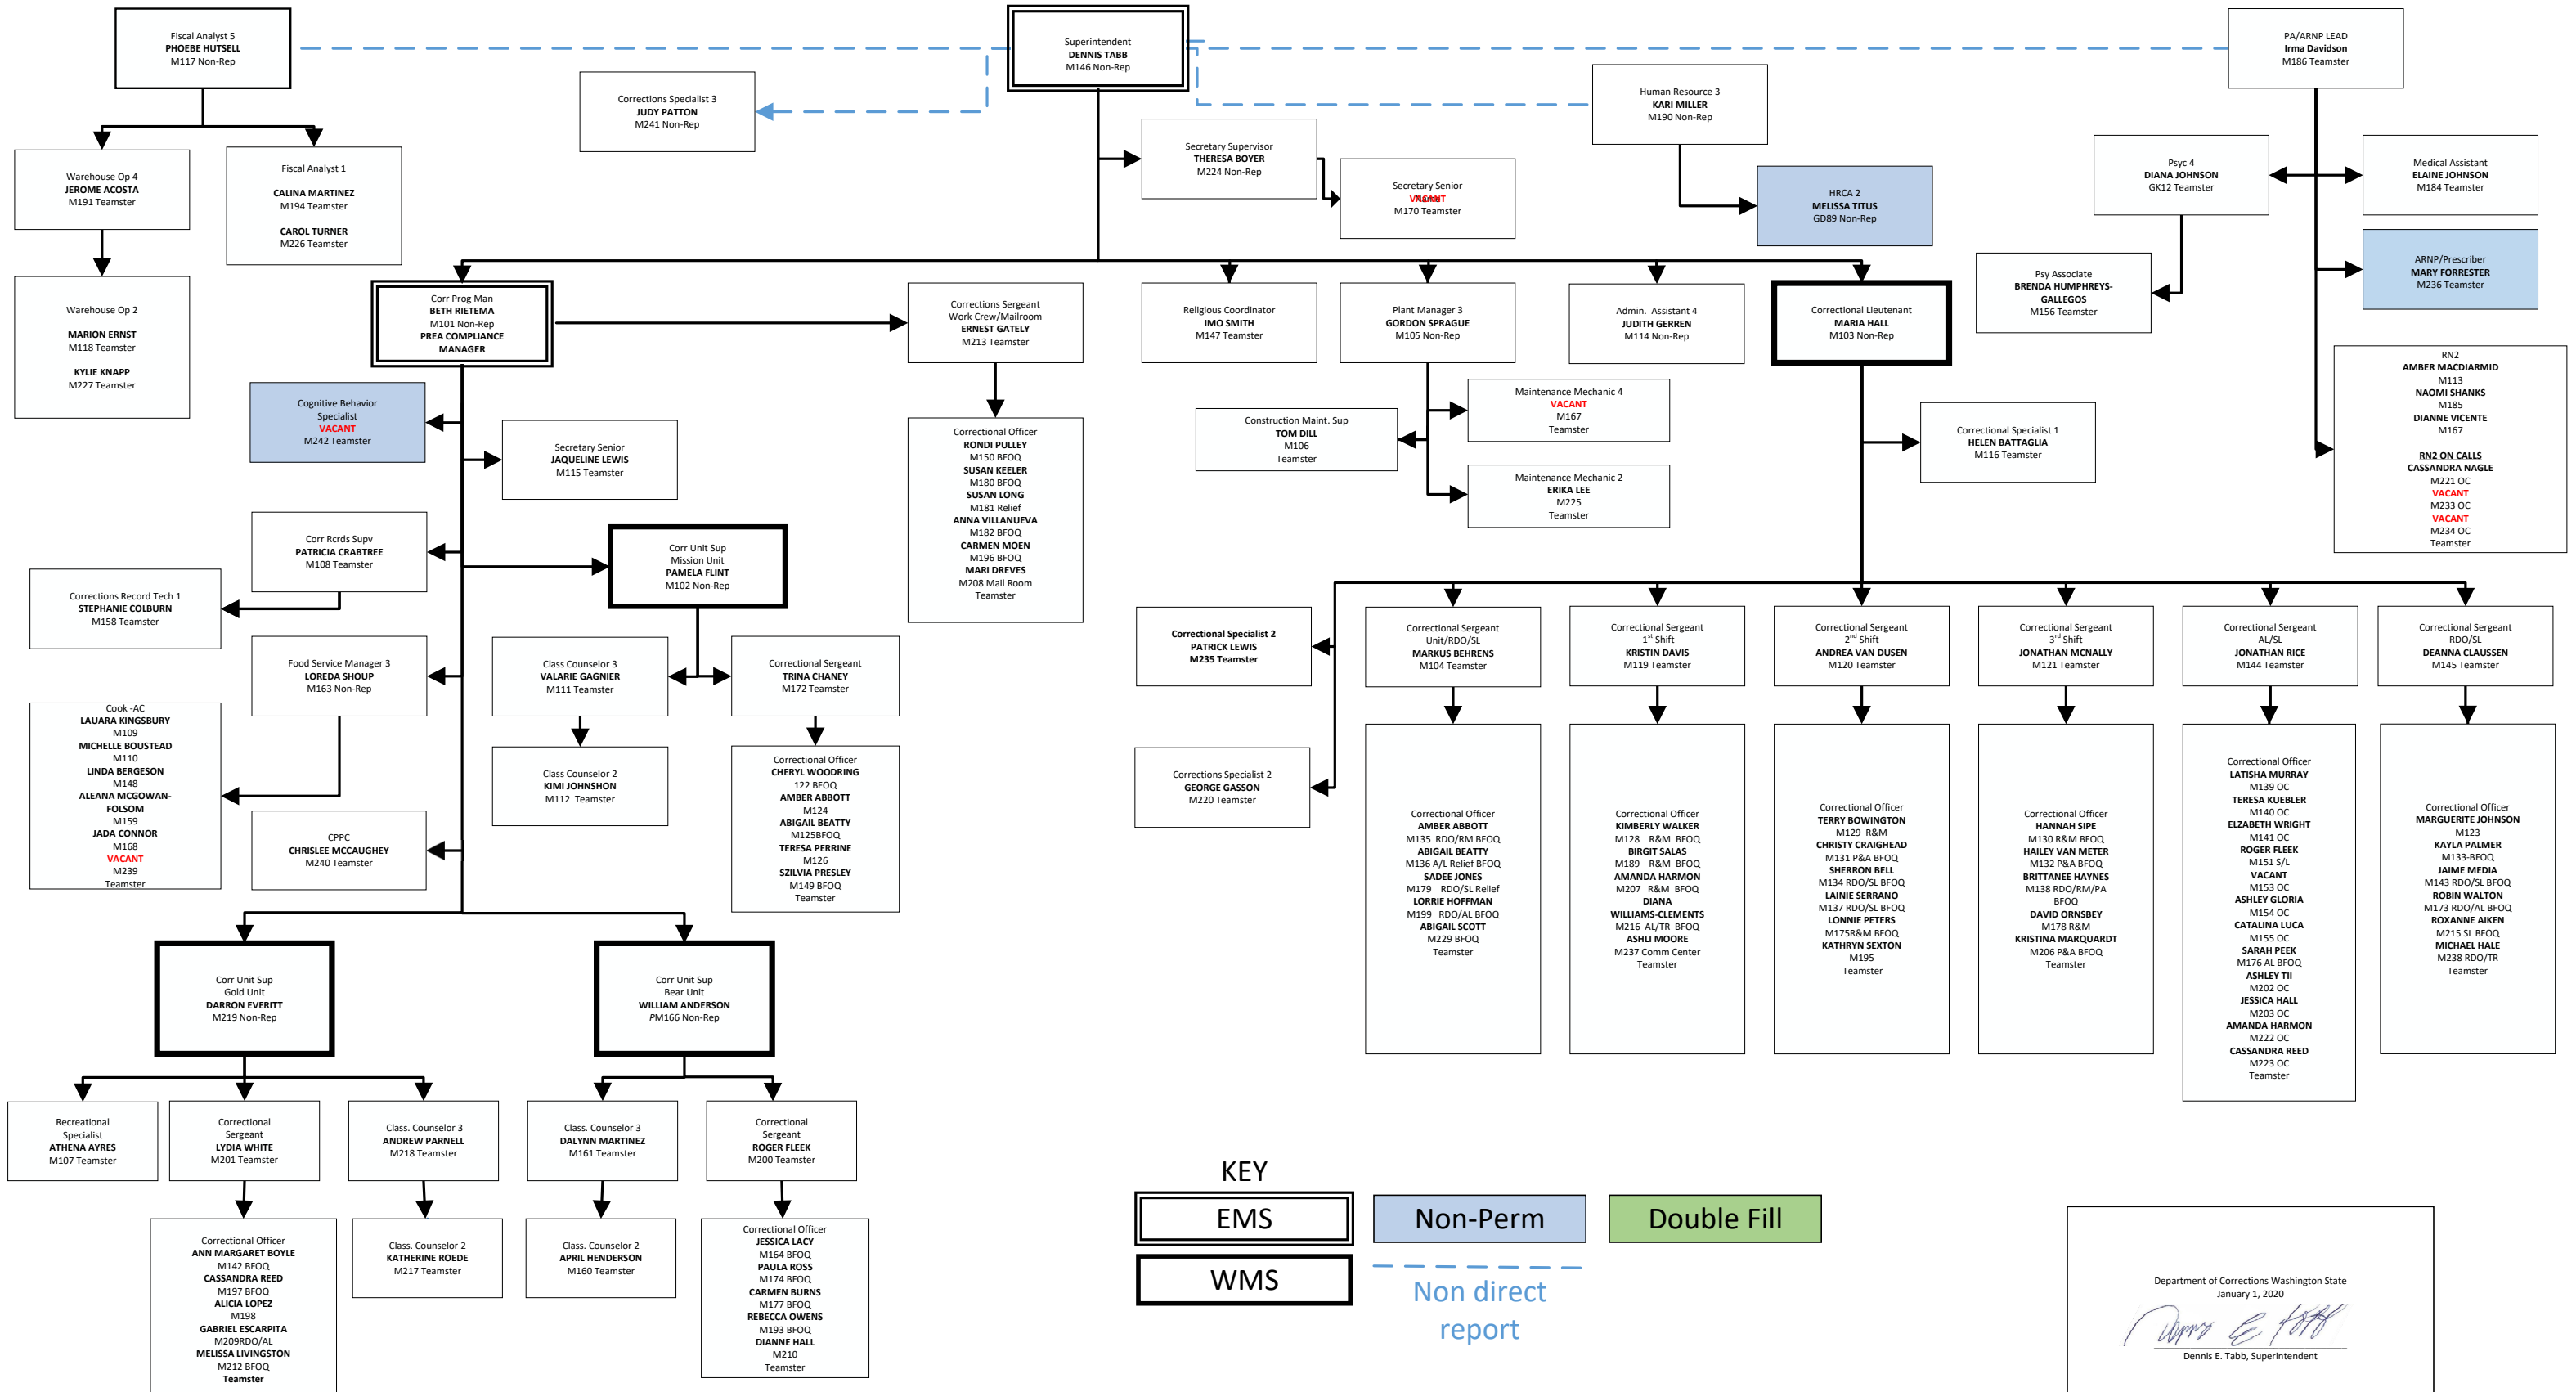 Fiscal Analyst 5
PHOEBE HUTSELL
M117 Non-Rep
Superintendent
DENNIS TABB
M146 Non-Rep
PA/ARNP LEAD
Irma Davidson
M186 Teamster
Corrections Specialist 3
JUDY PATTON
M241 Non-Rep
Human Resource 3
KARI MILLER
M190 Non-Rep
Secretary Supervisor
THERESA BOYER
M224 Non-Rep
Secretary Senior
VACANT
M170 Teamster
HRCA 2
MELISSA TITUS
GD89 Non-Rep
Warehouse Op 4
JEROME ACOSTA
M191 Teamster
Fiscal Analyst 1
CALINA MARTINEZ
M194 Teamster
CAROL TURNER
M226 Teamster
Warehouse Op 2
MARION ERNST
M118 Teamster
KYLIE KNAPP
M227 Teamster
Psyc 4
DIANA JOHNSON
GK12 Teamster
Medical Assistant
ELAINE JOHNSON
M184 Teamster
Psy Associate
BRENDA HUMPHREYS-
GALLEGOS
M156 Teamster
ARNP/Prescriber
MARY FORRESTER
M236 Teamster
RN2
AMBER MACDIARMID
M113
NAOMI SHANKS
M185
DIANNE VICENTE
M167
RN2 ON CALLS
CASSANDRA NAGLE
M221 OC
VACANT
M233 OC
VACANT
M234 OC
Teamster
Corr Prog Man
BETH RIETEMA
M101 Non-Rep
PREA COMPLIANCE
MANAGER
Corrections Sergeant
Work Crew/Mailroom
ERNEST GATELY
M213 Teamster
Religious Coordinator
IMO SMITH
M147 Teamster
Plant Manager 3
GORDON SPRAGUE
M105 Non-Rep
Admin. Assistant 4
JUDITH GERREN
M114 Non-Rep
Correctional Lieutenant
MARIA HALL
M103 Non-Rep
Cognitive Behavior
Specialist
VACANT
M242 Teamster
Secretary Senior
JAQUELINE LEWIS
M115 Teamster
Correctional Officer
RONDI PULLEY
M150 BFOQ
SUSAN KEELER
M180 BFOQ
SUSAN LONG
M181 Relief
ANNA VILLANUEVA
M182 BFOQ
CARMEN MOEN
M196 BFOQ
MARI DREVES
M208 Mail Room
Teamster
Construction Maint. Sup
TOM DILL
M106
Teamster
Maintenance Mechanic 4
VACANT
M167
Teamster
Maintenance Mechanic 2
ERIKA LEE
M225
Teamster
Correctional Specialist 1
HELEN BATTAGLIA
M116 Teamster
Corr Rcrds Supv
PATRICIA CRABTREE
M108 Teamster
Corrections Record Tech 1
STEPHANIE COLBURN
M158 Teamster
Corr Unit Sup
Mission Unit
PAMELA FLINT
M102 Non-Rep
Food Service Manager 3
LOREDA SHOUP
M163 Non-Rep
Cook -AC
LAUARA KINGSBURY
M109
MICHELLE BOUSTEAD
M110
LINDA BERGESON
M148
ALEANA MCGOWAN-
FOLSOM
M159
JADA CONNOR
M168
VACANT
M239
Teamster
CPPC
CHRISLEE MCCAUGHEY
M240 Teamster
Class Counselor 3
VALARIE GAGNIER
M111 Teamster
Correctional Sergeant
TRINA CHANEY
M172 Teamster
Class Counselor 2
KIMI JOHNSHON
M112  Teamster
Correctional Officer
CHERYL WOODRING
122 BFOQ
AMBER ABBOTT
M124
ABIGAIL BEATTY
M125BFOQ
TERESA PERRINE
M126
SZILVIA PRESLEY
M149 BFOQ
Teamster
Correctional Specialist 2
PATRICK LEWIS
M235 Teamster
Corrections Specialist 2
GEORGE GASSON
M220 Teamster
Correctional Sergeant
Unit/RDO/SL
MARKUS BEHRENS
M104 Teamster
Correctional Sergeant
1st Shift
KRISTIN DAVIS
M119 Teamster
Correctional Sergeant
2nd Shift
ANDREA VAN DUSEN
M120 Teamster
Correctional Sergeant
3rd Shift
JONATHAN MCNALLY
M121 Teamster
Correctional Sergeant
AL/SL
JONATHAN RICE
M144 Teamster
Correctional Sergeant
RDO/SL
DEANNA CLAUSSEN
M145 Teamster
Correctional Officer
AMBER ABBOTT
M135  RDO/RM BFOQ
ABIGAIL BEATTY
M136 A/L Relief BFOQ
SADEE JONES
M179   RDO/SL Relief
LORRIE HOFFMAN
M199   RDO/AL BFOQ
ABIGAIL SCOTT
M229 BFOQ
Teamster
Correctional Officer
KIMBERLY WALKER
M128   R&M  BFOQ
BIRGIT SALAS
M189   R&M  BFOQ
AMANDA HARMON
M207   R&M  BFOQ
DIANA
WILLIAMS-CLEMENTS
M216  AL/TR  BFOQ
ASHLI MOORE
M237 Comm Center
Teamster
Correctional Officer
TERRY BOWINGTON
M129  R&M
CHRISTY CRAIGHEAD
M131 P&A BFOQ
SHERRON BELL
M134 RDO/SL BFOQ
LAINIE SERRANO
M137 RDO/SL BFOQ
LONNIE PETERS
M175R&M BFOQ
KATHRYN SEXTON
M195
Teamster
Correctional Officer
HANNAH SIPE
M130 R&M BFOQ
HAILEY VAN METER
M132 P&A BFOQ
BRITTANEE HAYNES
M138 RDO/RM/PA
BFOQ
DAVID ORNSBEY
M178 R&M
KRISTINA MARQUARDT
M206 P&A BFOQ
Teamster
Correctional Officer
LATISHA MURRAY
M139 OC
TERESA KUEBLER
M140 OC
ELZABETH WRIGHT
M141 OC
ROGER FLEEK
M151 S/L
VACANT
M153 OC
ASHLEY GLORIA
M154 OC
CATALINA LUCA
M155 OC
SARAH PEEK
M176 AL BFOQ
ASHLEY TII
M202 OC
JESSICA HALL
M203 OC
AMANDA HARMON
M222 OC
CASSANDRA REED
M223 OC
Teamster
Correctional Officer
MARGUERITE JOHNSON
M123
KAYLA PALMER
M133-BFOQ
JAIME MEDIA
M143 RDO/SL BFOQ
ROBIN WALTON
M173 RDO/AL BFOQ
ROXANNE AIKEN
M215 SL BFOQ
MICHAEL HALE
M238 RDO/TR
Teamster
Corr Unit Sup
Gold Unit
DARRON EVERITT
M219 Non-Rep
Corr Unit Sup
Bear Unit
WILLIAM ANDERSON
PM166 Non-Rep
Recreational
Specialist
ATHENA AYRES
M107 Teamster
Correctional
Sergeant
LYDIA WHITE
M201 Teamster
Class. Counselor 3
ANDREW PARNELL
M218 Teamster
Class. Counselor 3
DALYNN MARTINEZ
M161 Teamster
Correctional
Sergeant
ROGER FLEEK
M200 Teamster
Correctional Officer
ANN MARGARET BOYLE
M142 BFOQ
CASSANDRA REED
M197 BFOQ
ALICIA LOPEZ
M198
GABRIEL ESCARPITA
M209RDO/AL
MELISSA LIVINGSTON
M212 BFOQ
Teamster
Class. Counselor 2
KATHERINE ROEDE
M217 Teamster
Class. Counselor 2
APRIL HENDERSON
M160 Teamster
Correctional Officer
JESSICA LACY
M164 BFOQ
PAULA ROSS
M174 BFOQ
CARMEN BURNS
M177 BFOQ
REBECCA OWENS
M193 BFOQ
DIANNE HALL
M210
Teamster
KEY
EMS
Non-Perm
Double Fill
WMS
Non direct
report
Department of Corrections Washington State
January 1, 2020
Dennis E. Tabb, Superintendent